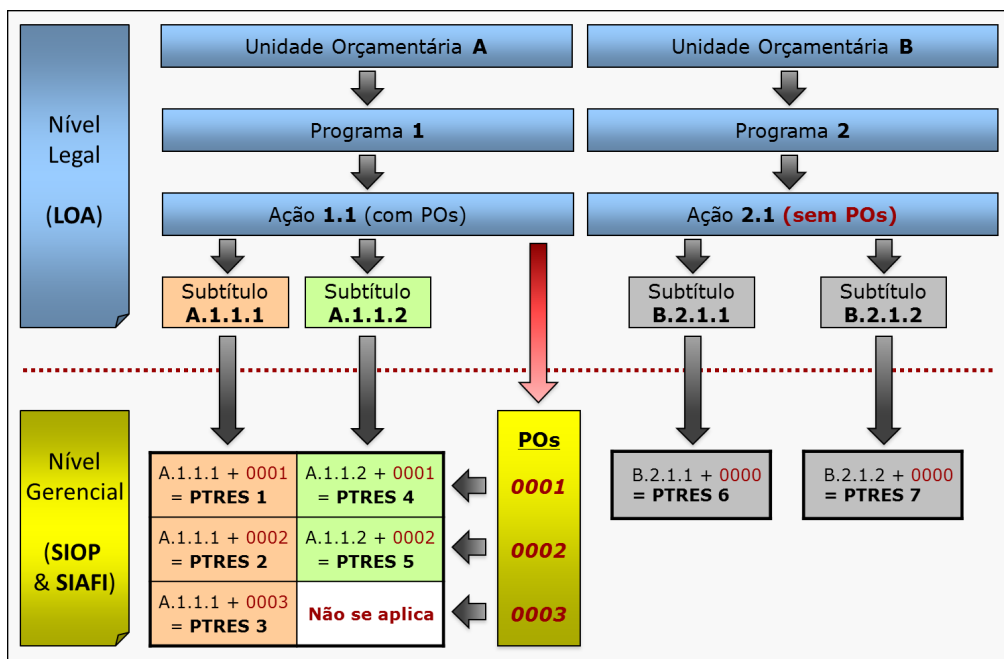 Nível
Legal
(LOA)
Unidade Orçamentária A
Unidade Orçamentária B
Programa 1
Programa 2
Ação 1.1 (com POs)
Ação 2.1 (sem POs)
Subtítulo
A.1.1.1
Subtítulo
A.1.1.2
Subtítulo
B.2.1.1
Subtítulo
B.2.1.2
Nível
Gerencial
(SIOP
& SIAFI)
A.1.1.1 + 0001
= PTRES 1
A.1.1.2 + 0001
= PTRES 4
A.1.1.1 + 0002
= PTRES 2
A.1.1.2 + 0002
= PTRES 5
A.1.1.1 + 0003
= PTRES 3
Não se aplica
POs
0001
0002
0003
B.2.1.1 + 0000
= PTRES 6
B.2.1.2 + 0000
= PTRES 7